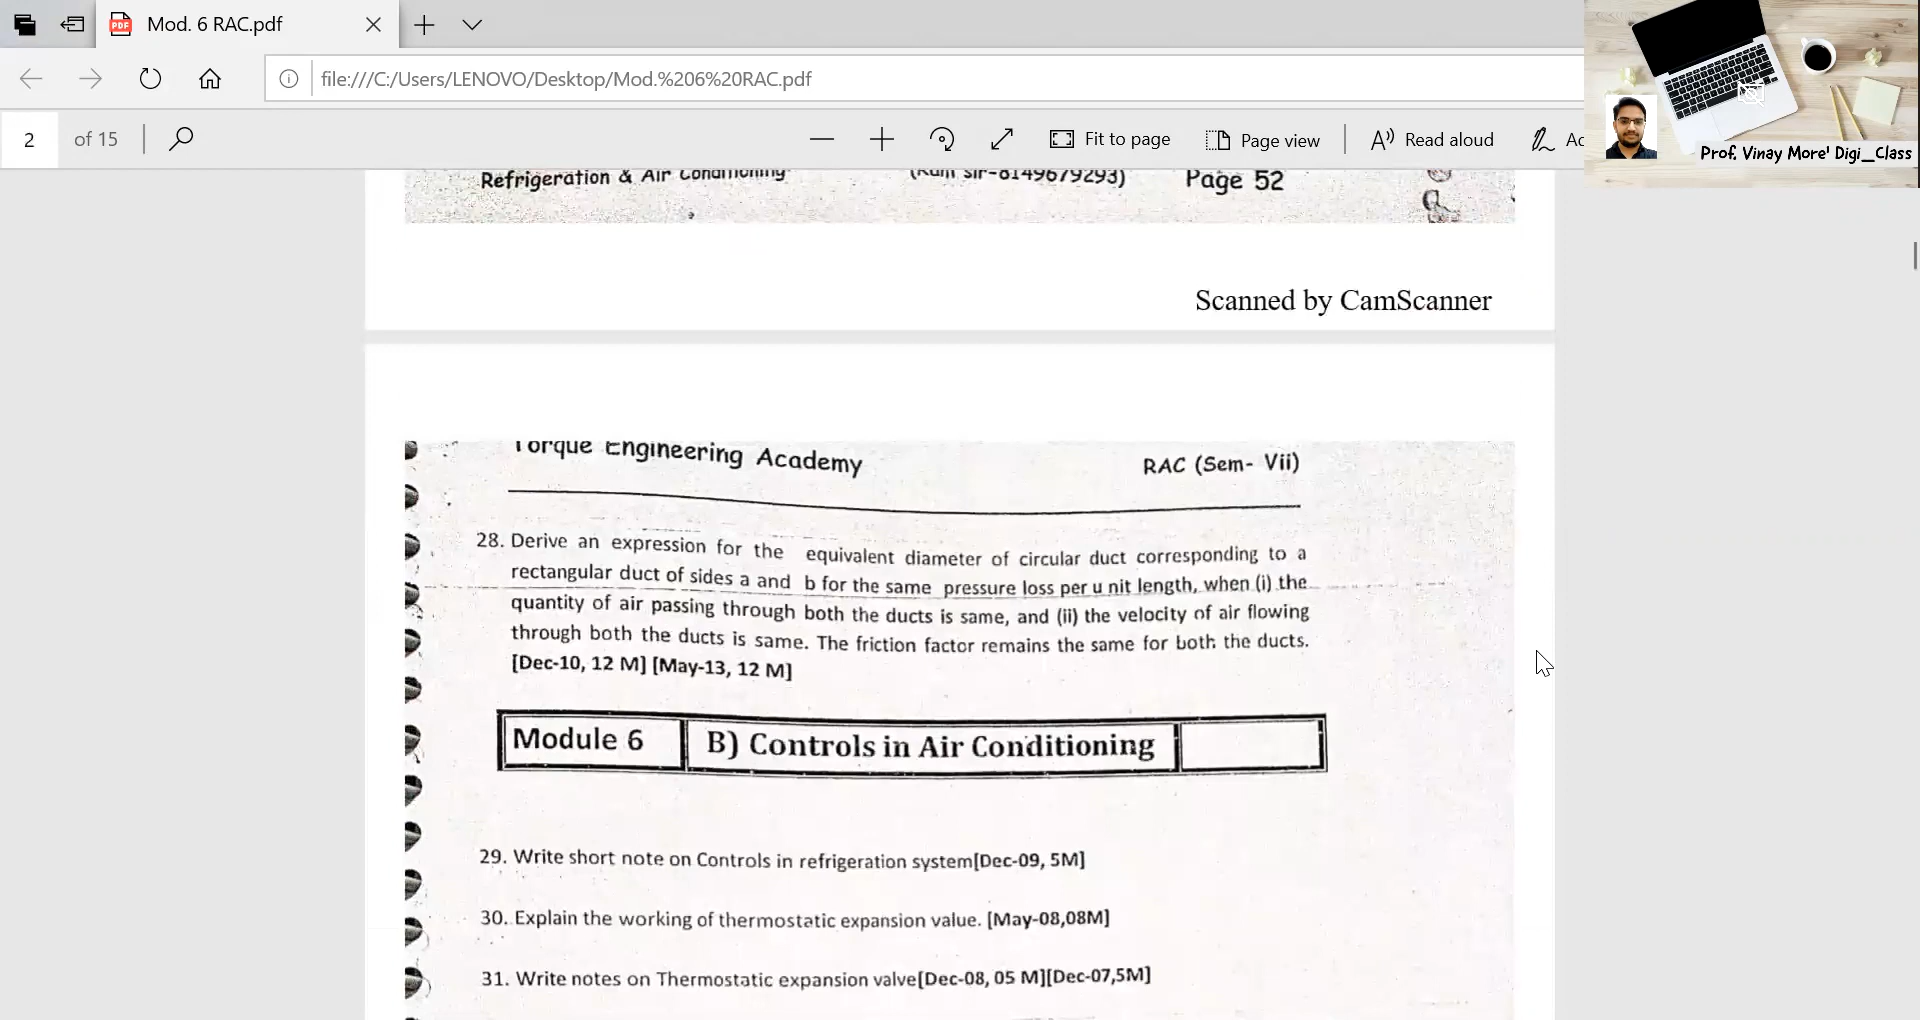 Mod. 6 RAC.pdf
file:///C:/Users/LENOVO/Desktop/Mod.%206%20RAC.pdf
2 of 15
Fit to page
Page view
Read aloud
Prof. Vinay More' Digi_Class
Refrigeration & Air Conditioning (Ram sir-8149679293) Page 52
Scanned by CamScanner
Torque Engineering Academy RAC (Sem- Vii)
28. Derive an expression for the equivalent diameter of circular duct corresponding to a
rectangular duct of sides a and b for the same pressure loss per u nit length, when (i) the
quantity of air passing through both the ducts is same, and (ii) the velocity of air flowing
through both the ducts is same. The friction factor remains the same for both the ducts.
[Dec-10, 12 M] [May-13, 12 M]
Module 6 B) Controls in Air Conditioning
29. Write short note on Controls in refrigeration system[Dec-09, 5M]
30. Explain the working of thermostatic expansion value. [May-08,08M]
31. Write notes on Thermostatic expansion valve[Dec-08, 05 M][Dec-07,5M]